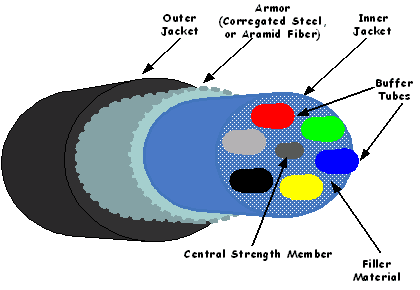 Outer
Jacket
Armor
(Corregated Steel,
or Aramid Fiber)
Inner
Jacket
Buffer
Tubes
Central Strength Member
Filler
Material